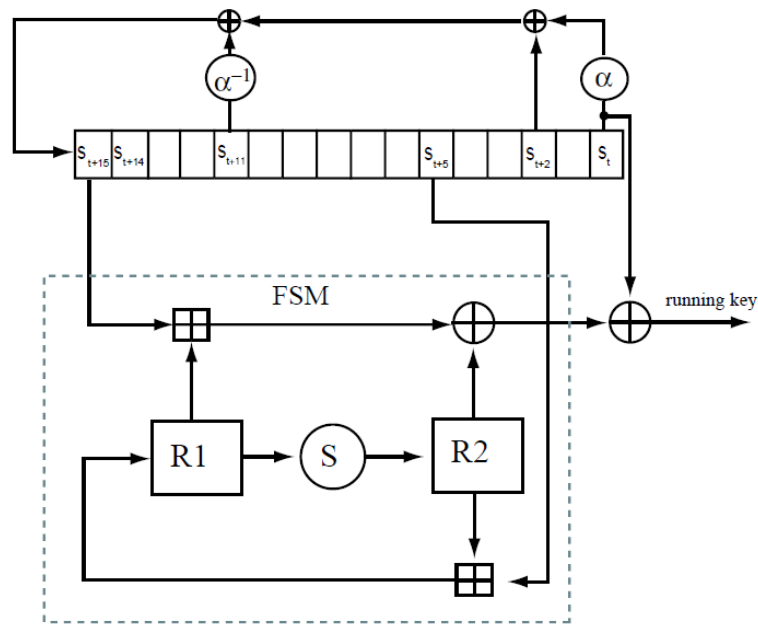 α⁻¹
α
S_{t+15} S_{t+14} S_{t+11} S_{t+5} S_{t+2} S_t
FSM
running key
R1
S
R2